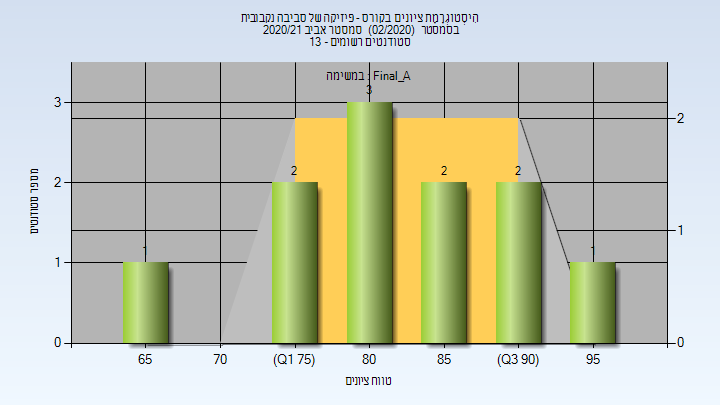 היסטוגרמת ציונים בקורס - פיזיקה של סביבה נקבובית
בסמסטר (02/2020) סמסטר אביב 2020/21
סטודנטים רשומים - 13
במשימה : Final_A
3
2
1
0
מספר סטודנטים
1
2
3
2
2
1
2
1
0
65
70
(Q1 75)
80
85
(Q3 90)
95
טווח ציונים